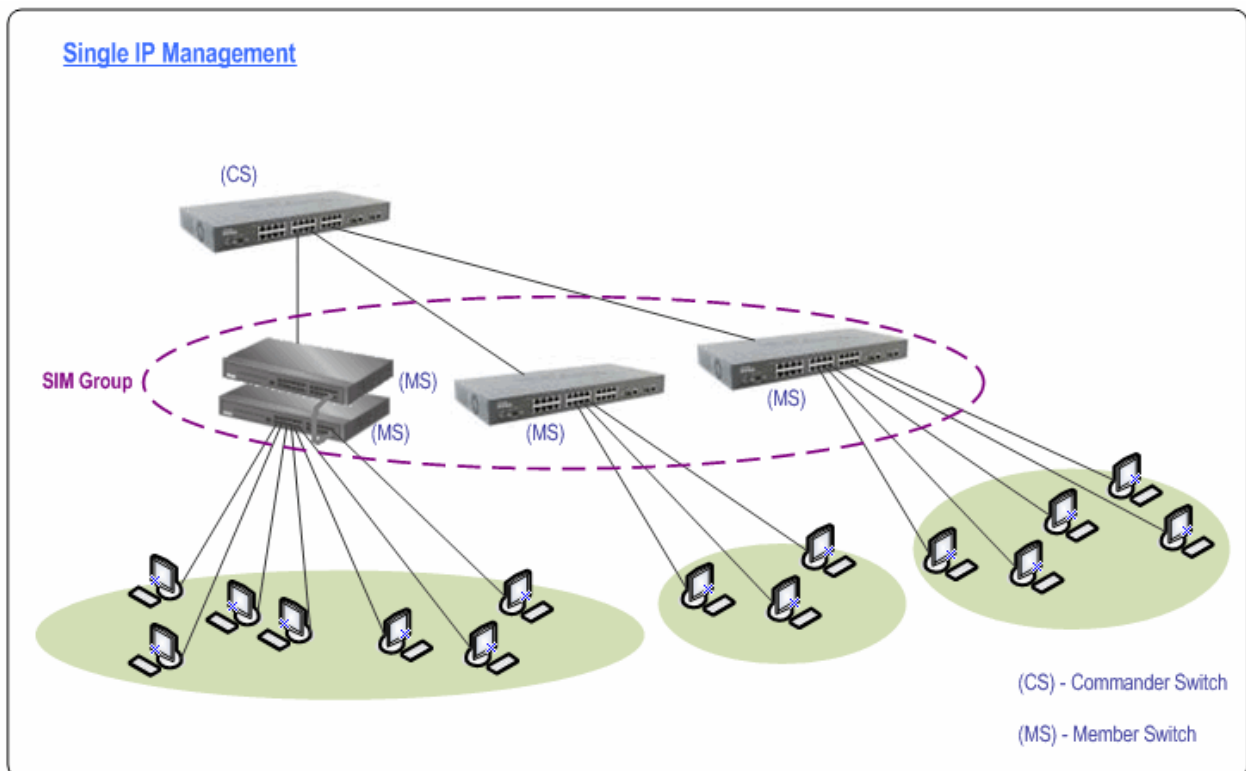 Single IP Management
(CS)
SIM Group
(MS)
(MS)
(MS)
(MS)
(CS) - Commander Switch
(MS) - Member Switch